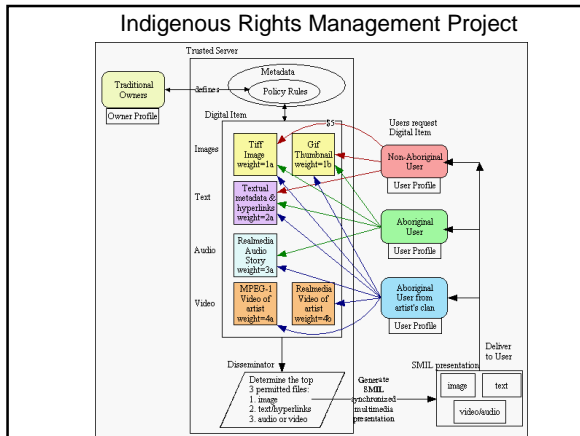 Indigenous Rights Management Project
Trusted Server
Metadata
Policy Rules
Traditional
Owners
Owner Profile
defines
Digital Item
Users request
Digital Item
$5
Images
Tiff
Image
weight=1a
Gif
Thumbnail
weight=1b
Non-Aboriginal
User
User Profile
Text
Textual
metadata &
hyperlinks
weight=2a
Aboriginal
User
User Profile
Audio
Realmedia
Audio
Story
weight=3a
Video
MPEG-1
Video of
artist
weight=4a
Realmedia
Video of
artist
weight=4b
Aboriginal
User from
artist's clan
User Profile
Deliver
to User
Disseminator
Determine the top
3 permitted files:
1. image
2. text/hyperlinks
3. audio or video
Generate
SMIL
synchronized
multimedia
presentation
SMIL presentation
image
text
video/audio